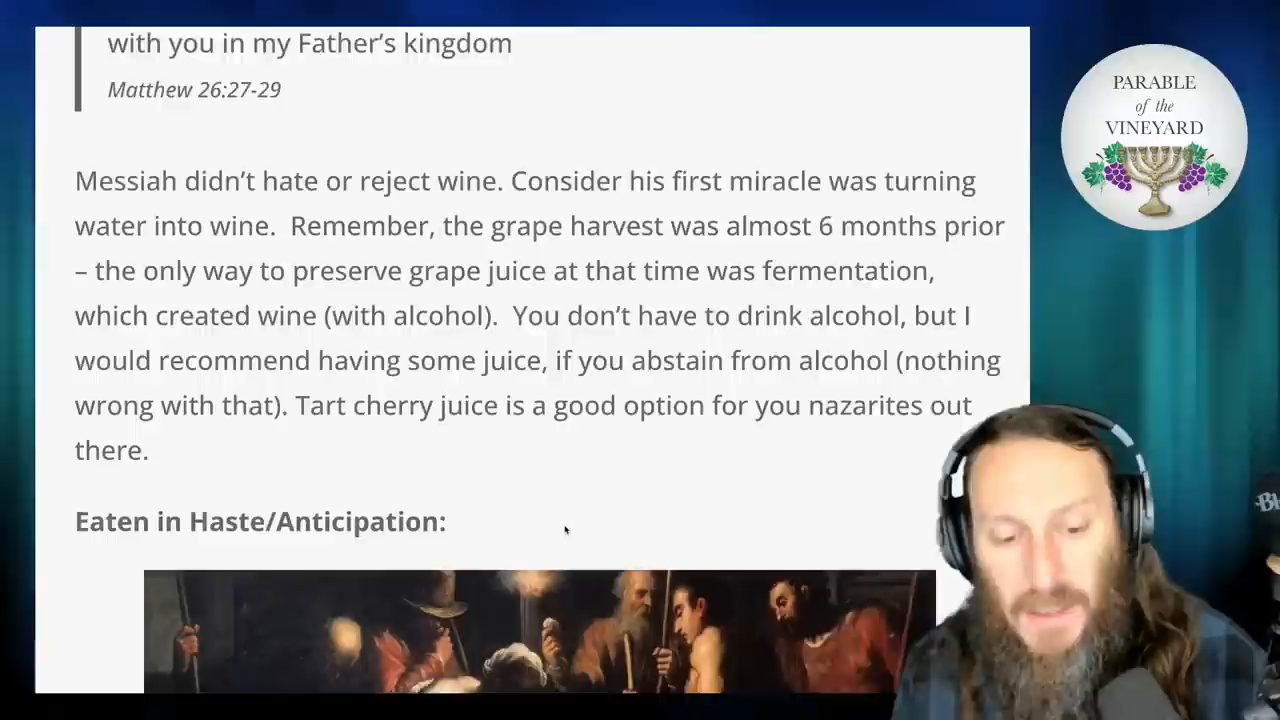 with you in my Father’s kingdom
Matthew 26:27-29
Messiah didn’t hate or reject wine. Consider his first miracle was turning
water into wine.  Remember, the grape harvest was almost 6 months prior
– the only way to preserve grape juice at that time was fermentation,
which created wine (with alcohol).  You don’t have to drink alcohol, but I
would recommend having some juice, if you abstain from alcohol (nothing
wrong with that). Tart cherry juice is a good option for you nazarites out
there.
Eaten in Haste/Anticipation:
PARABLE
of the
VINEYARD